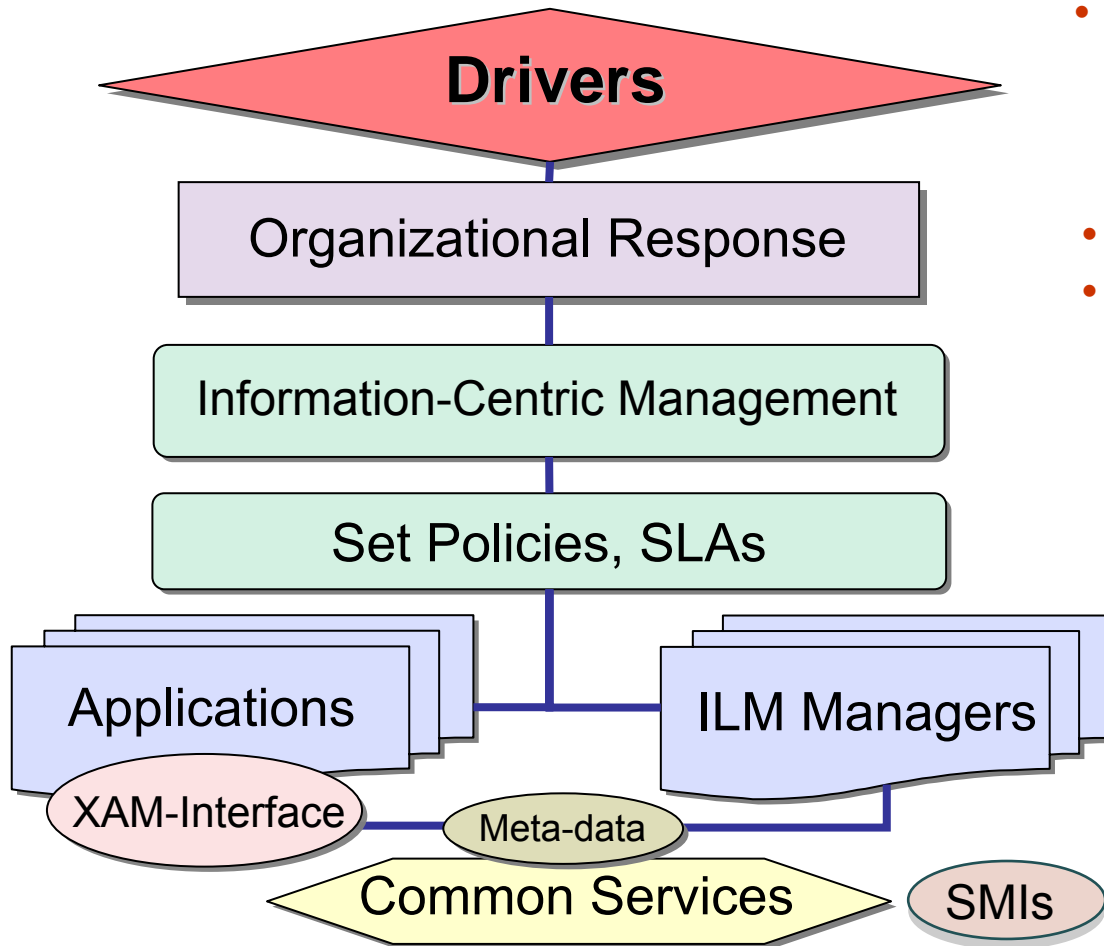 Drivers
Organizational Response
Information-Centric Management
Set Policies, SLAs
Applications
ILM Managers
XAM-Interface
Meta-data
Common Services
SMIs